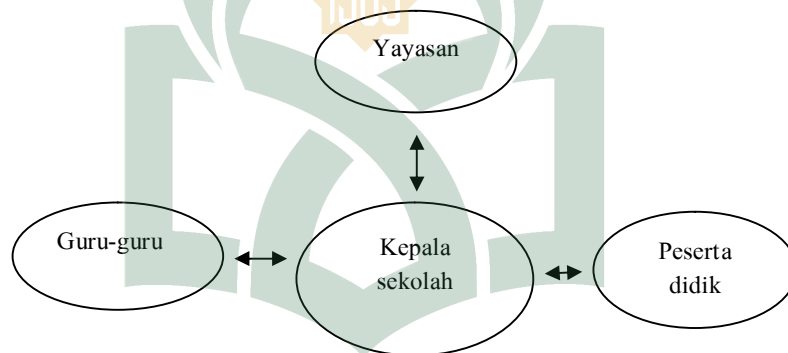 Yayasan
Guru-guru
Kepala
sekolah
Peserta
didik